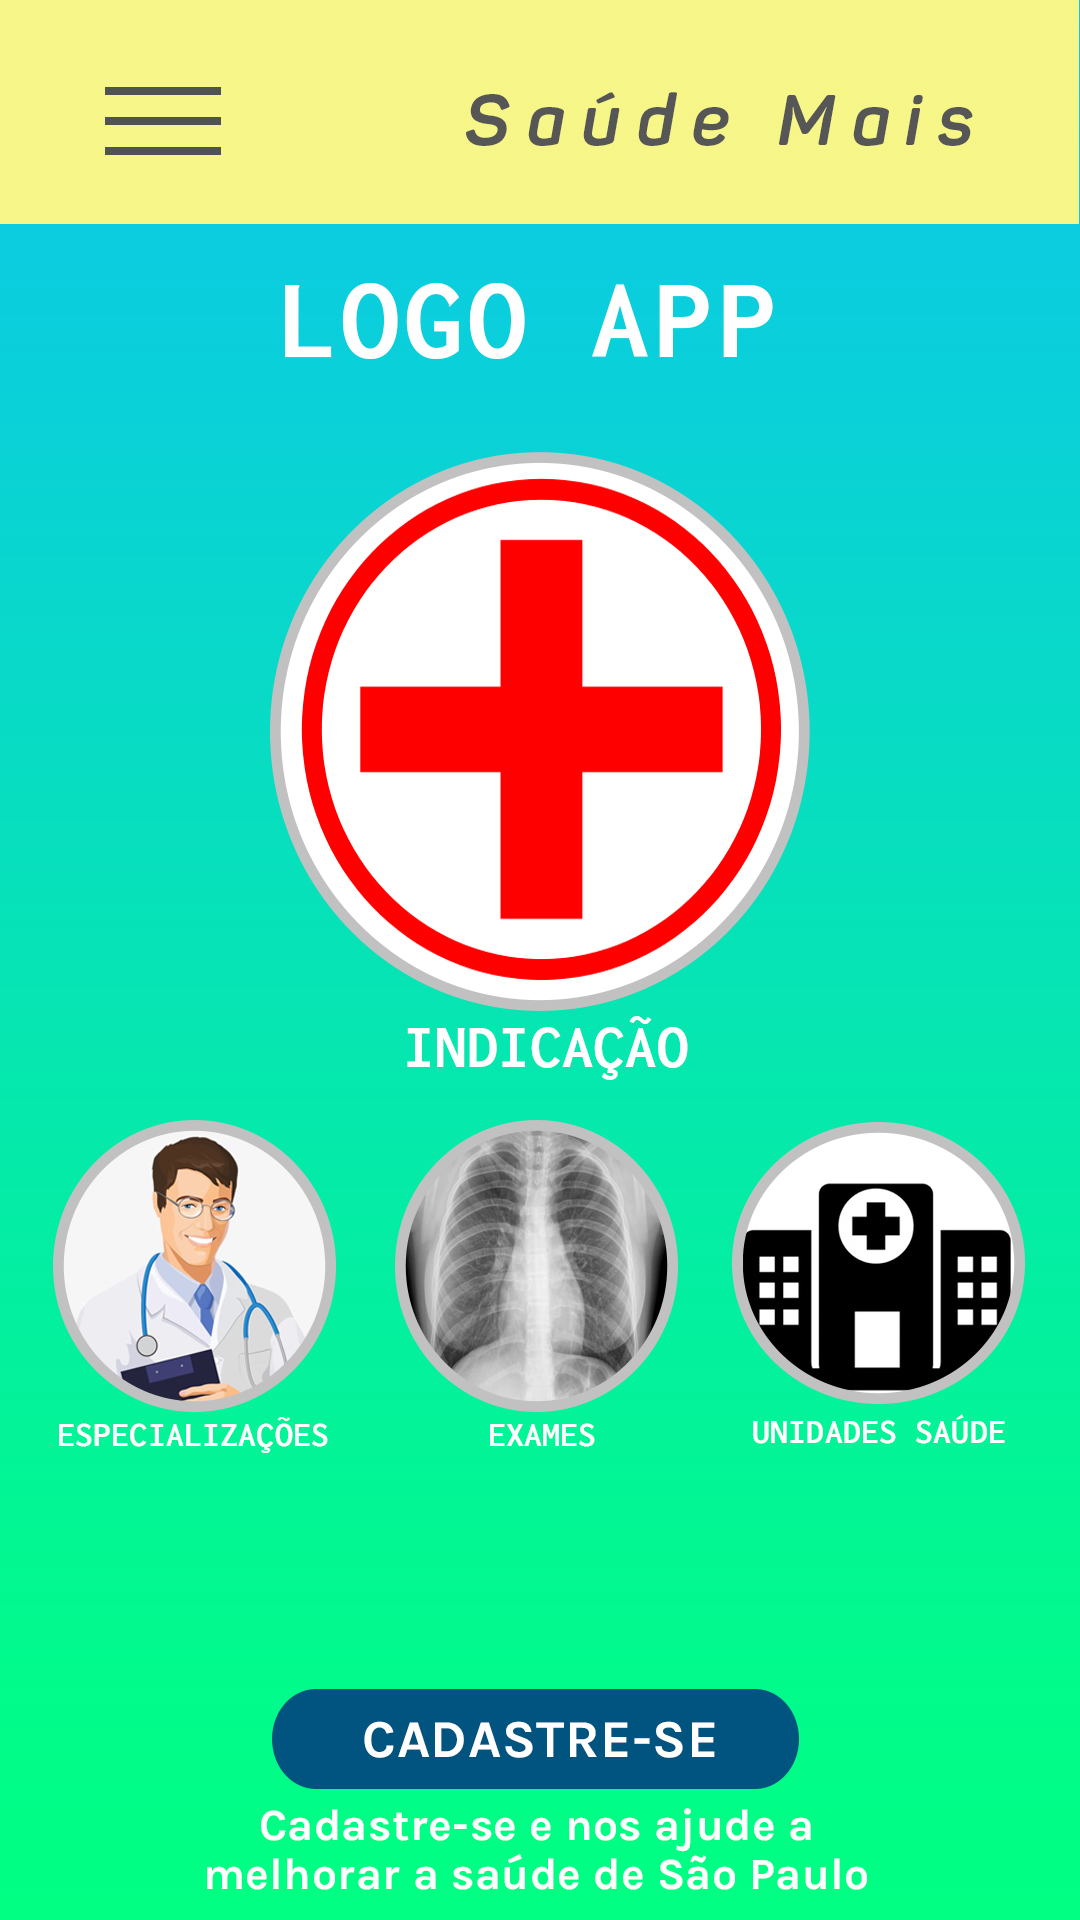 Saúde Mais
LOGO APP
INDICAÇÃO
ESPECIALIZAÇÕES
EXAMES
UNIDADES SAÚDE
CADASTRE-SE
Cadastre-se e nos ajude a
melhorar a saúde de São Paulo